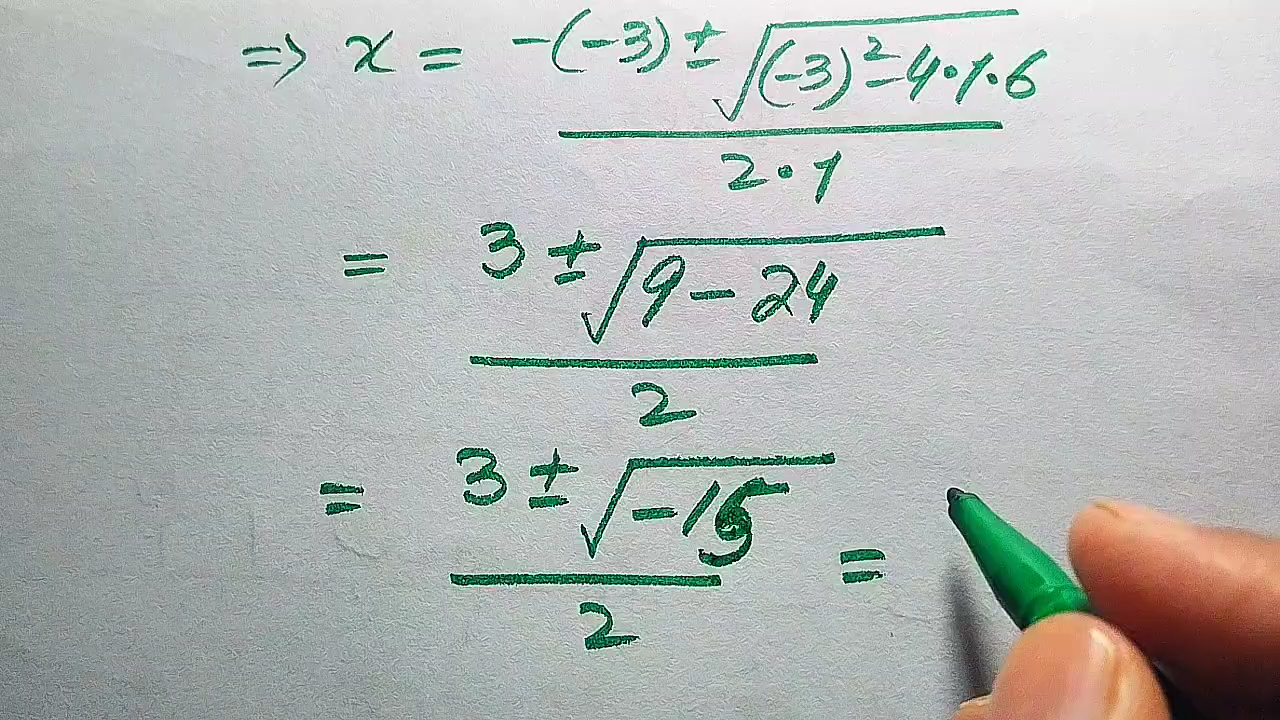 ⇒ x = -(-3) ± √(-3)² - 4·1·6
2·1
= 3 ± √9 - 24
2
= 3 ± √-15 =
2